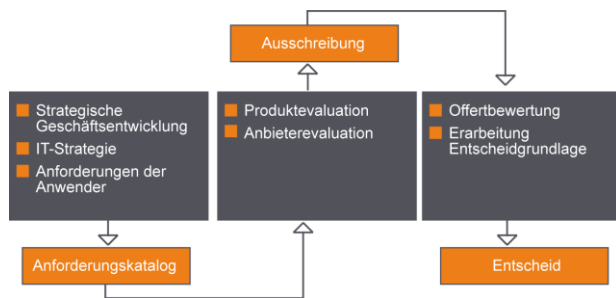 Ausschreibung
Strategische
Geschäftsentwicklung
IT-Strategie
Anforderungen der
Anwender
Produktevaluation
Anbieterevaluation
Offertbewertung
Erarbeitung
Entscheidgrundlage
Anforderungskatalog
Entscheid